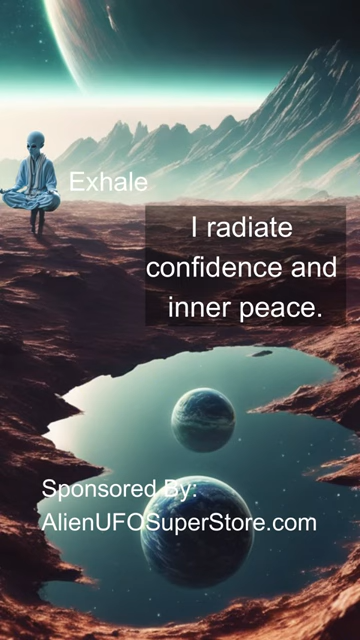 Exhale
I radiate
confidence and
inner peace.
Sponsored By:
AlienUFOSuperStore.com